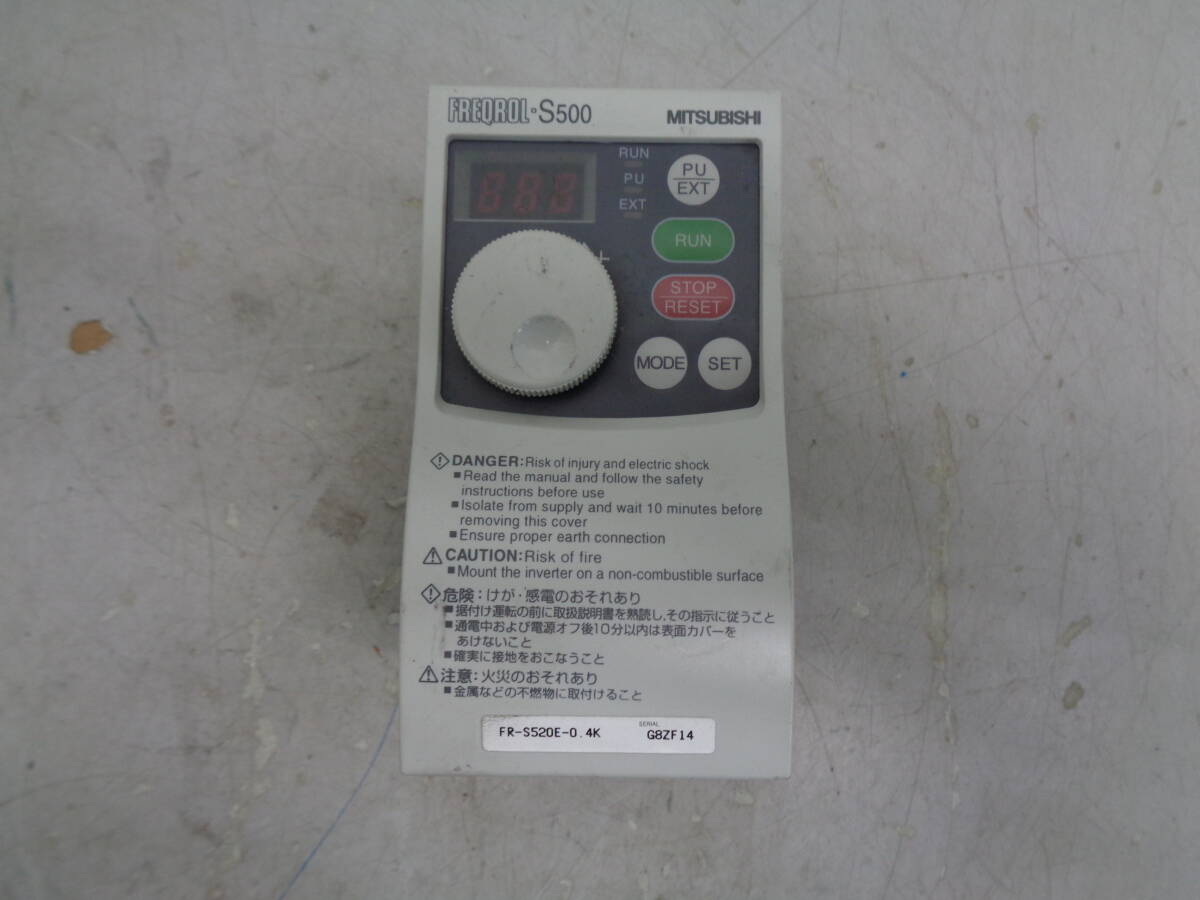 FREQROL-S500 MITSUBISHI
RUN
PU
EXT
PU
EXT
RUN
STOP
RESET
MODE SET
DANGER: Risk of injury and electric shock
■Read the manual and follow the safety
instructions before use
■Isolate from supply and wait 10 minutes before
removing this cover
■Ensure proper earth connection
CAUTION: Risk of fire
■Mount the inverter on a non-combustible surface
危険：けが・感電のおそれあり
■据付け運転の前に取扱説明書を熟読し、その指示に従うこと
■通電中および電源オフ後10分以内は表面カバーを
あけないこと
■確実に接地をおこなうこと
注意：火災のおそれあり
■金属などの不燃物に取付けること
SERIAL
FR-S520E-0.4K G8ZF14